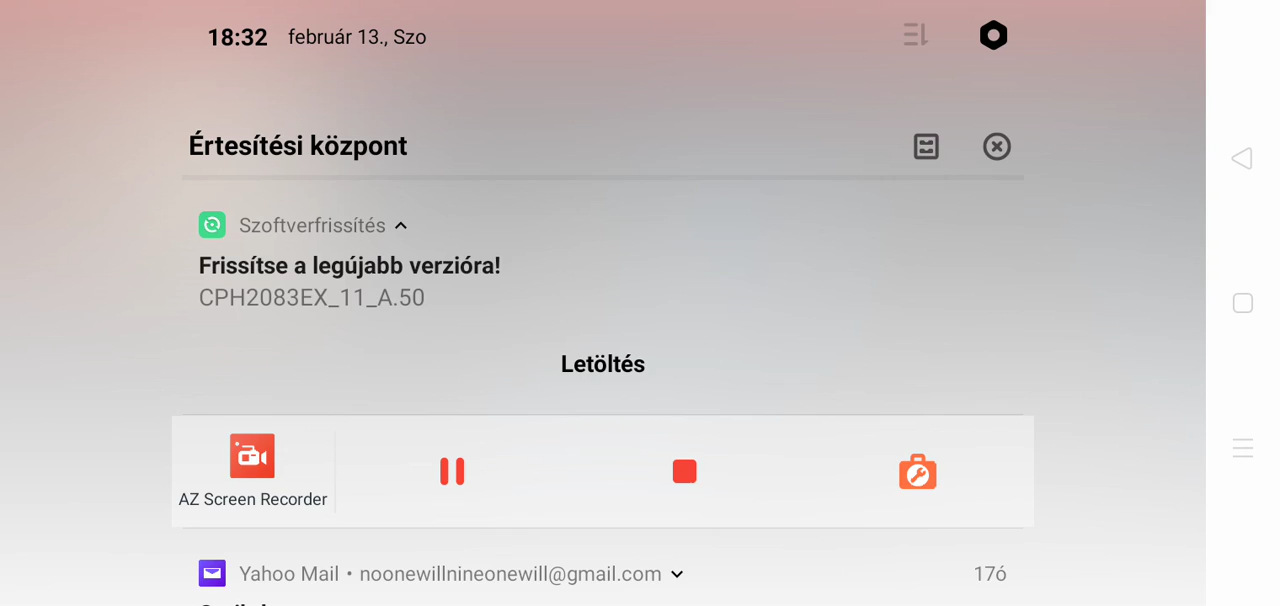 18:32 február 13., Szo
Értesítési központ
Szoftverfrissítés
Frissítse a legújabb verzióra!
CPH2083EX_11_A.50
Letöltés
AZ Screen Recorder
Yahoo Mail • noonewillnineonewill@gmail.com 17ó